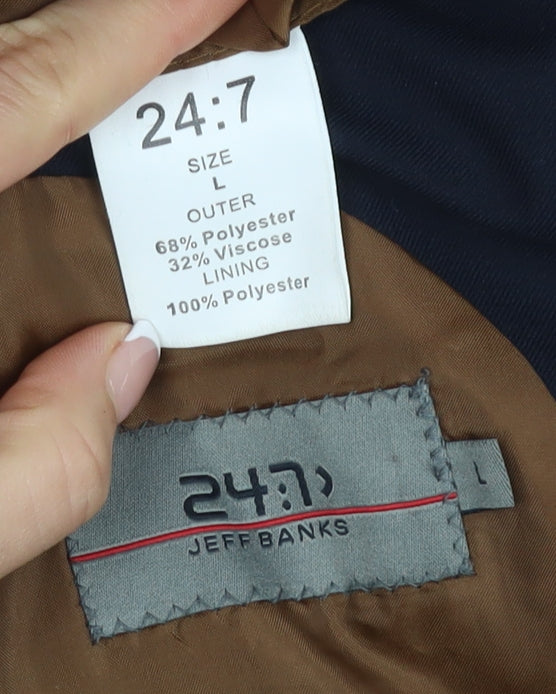 24:7
SIZE
L
OUTER
68% Polyester
32% Viscose
LINING
100% Polyester
24:7
JEFF BANKS
L